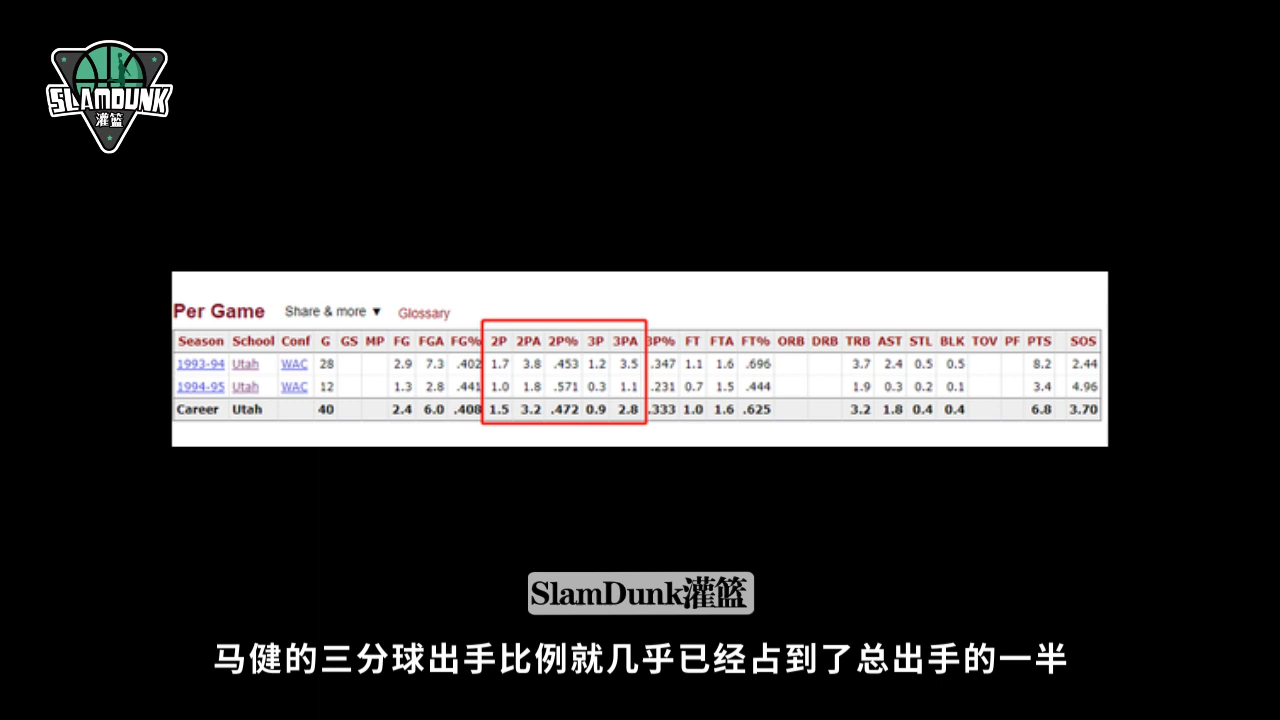 SLAMDUNK
灌篮
Per Game Share & more ▼ Glossary
Season School Conf G GS MP FG FGA FG% 2P 2PA 2P% 3P 3PA 3P% FT FTA FT% ORB DRB TRB AST STL BLK TOV PF PTS SOS
1993-94 Utah WAC 28 2.9 7.3 .402 1.7 3.8 .453 1.2 3.5 .347 1.1 1.6 .696 3.7 2.4 0.5 0.5 8.2 2.44
1994-95 Utah WAC 12 1.3 2.8 .441 1.0 1.8 .571 0.3 1.1 .231 0.7 1.5 .444 1.9 0.3 0.2 0.1 3.4 4.96
Career Utah 40 2.4 6.0 .408 1.5 3.2 .472 0.9 2.8 .333 1.0 1.6 .625 3.2 1.8 0.4 0.4 6.8 3.70
SlamDunk灌篮
马健的三分球出手比例就几乎已经占到了总出手的一半